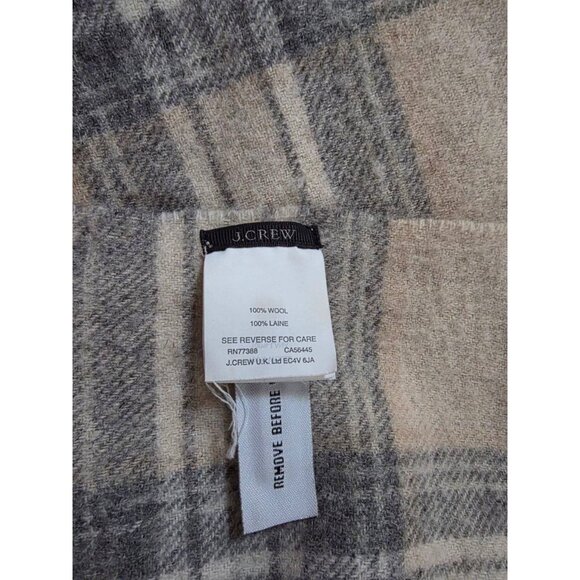 J.CREW
100% WOOL
100% LAINE
SEE REVERSE FOR CARE
RN77388 CA56445
J.CREW U.K. Ltd EC4V 6JA
REMOVE BEFORE